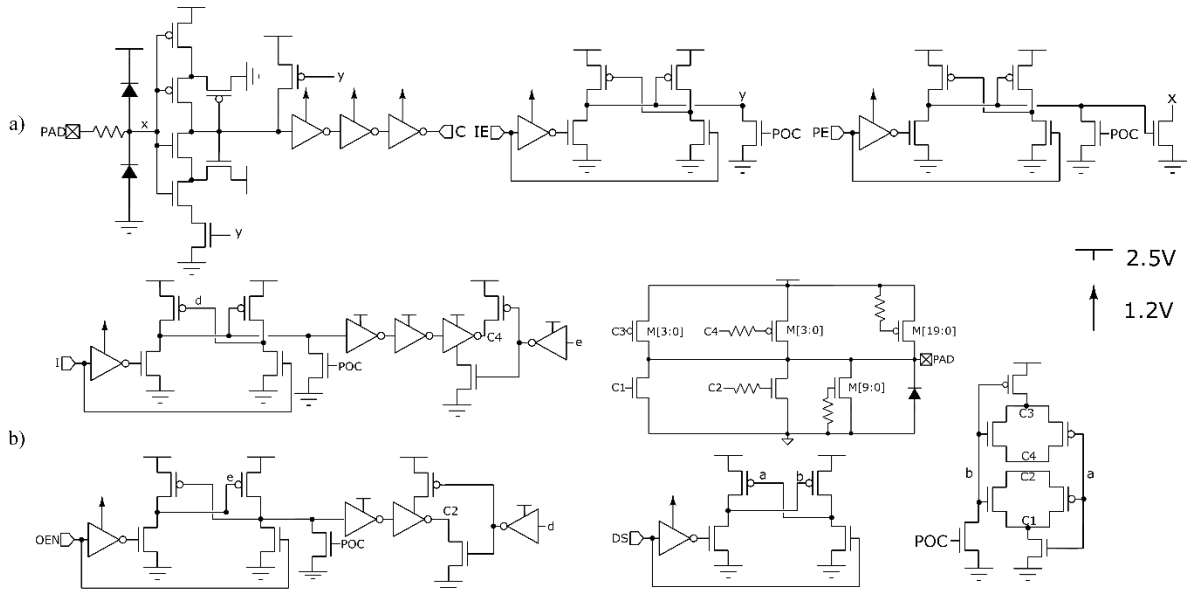 a)
PAD
x
y
y
C
IE
y
POC
PE
POC
x
2.5V
1.2V
I
d
POC
C4
e
C3
M[3:0]
C4
M[3:0]
M[19:0]
PAD
C1
C2
M[9:0]
b)
OEN
e
POC
C2
d
DS
a
b
C3
C4
b
C2
a
C1
POC